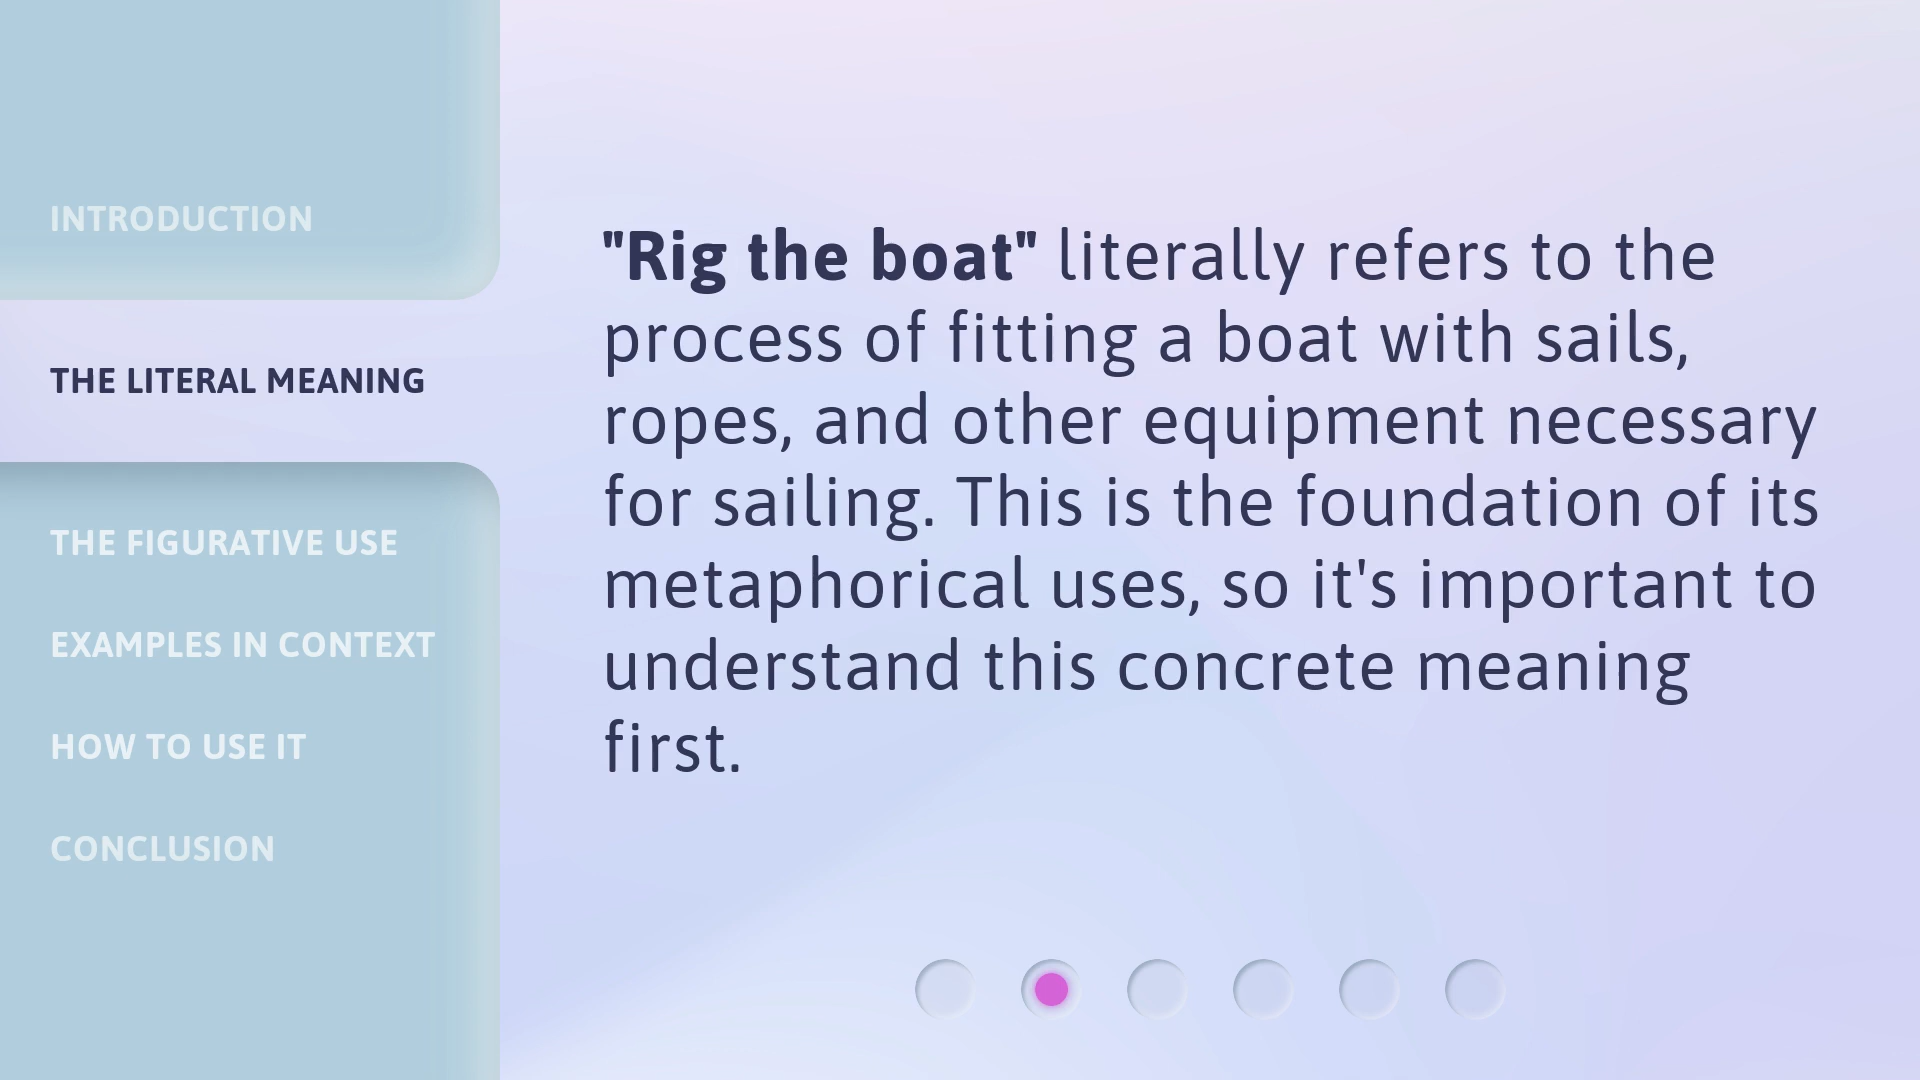 INTRODUCTION
THE LITERAL MEANING
THE FIGURATIVE USE
EXAMPLES IN CONTEXT
HOW TO USE IT
CONCLUSION
"Rig the boat" literally refers to the
process of fitting a boat with sails,
ropes, and other equipment necessary
for sailing. This is the foundation of its
metaphorical uses, so it's important to
understand this concrete meaning
first.